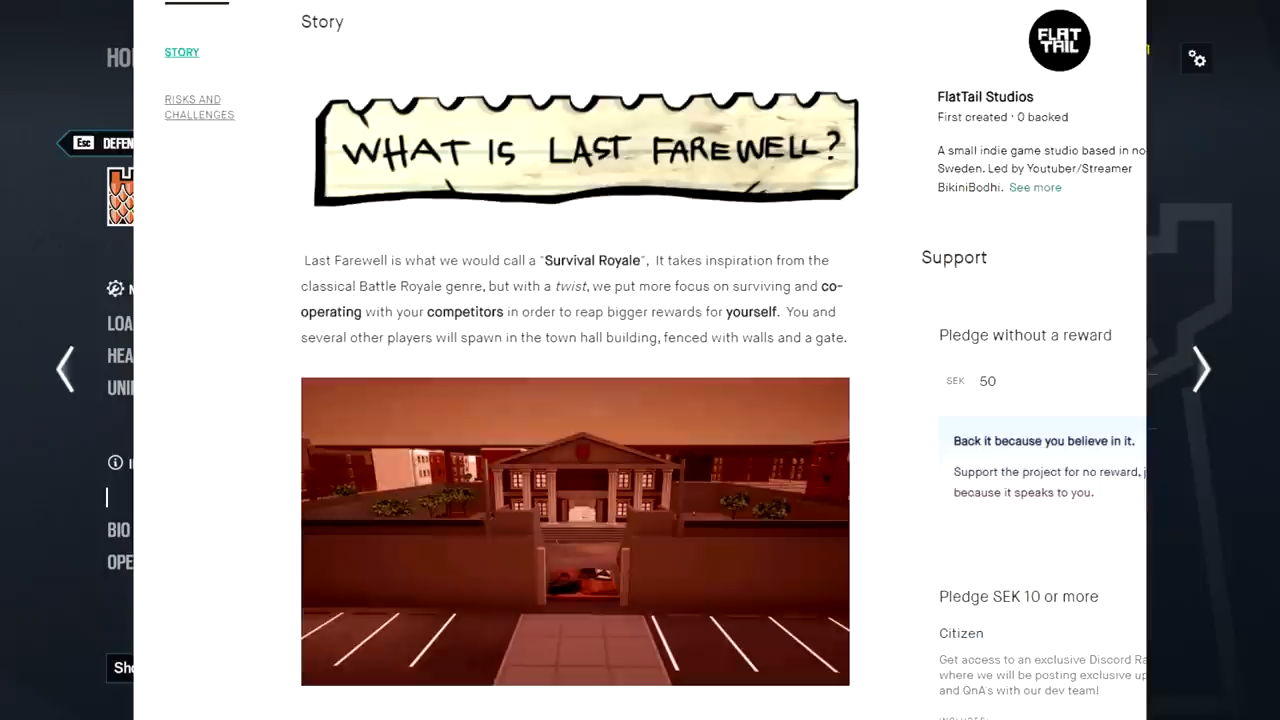 Story
FLAT
TAIL
STORY
RISKS AND
CHALLENGES
WHAT IS LAST FAREWELL?
FlatTail Studios
First created · 0 backed
A small indie game studio based in no
Sweden. Led by Youtuber/Streamer
BikiniBodhi. See more
Last Farewell is what we would call a "Survival Royale", It takes inspiration from the
classical Battle Royale genre, but with a twist, we put more focus on surviving and co-
operating with your competitors in order to reap bigger rewards for yourself. You and
several other players will spawn in the town hall building, fenced with walls and a gate.
Support
Pledge without a reward
SEK 50
Back it because you believe in it.
Support the project for no reward, j
because it speaks to you.
Pledge SEK 10 or more
Citizen
Get access to an exclusive Discord Ra
where we will be posting exclusive up
and QnA's with our dev team!
HO
Esc DEFEN
LOA
HEA
UNI
BIO
OPE
Sho